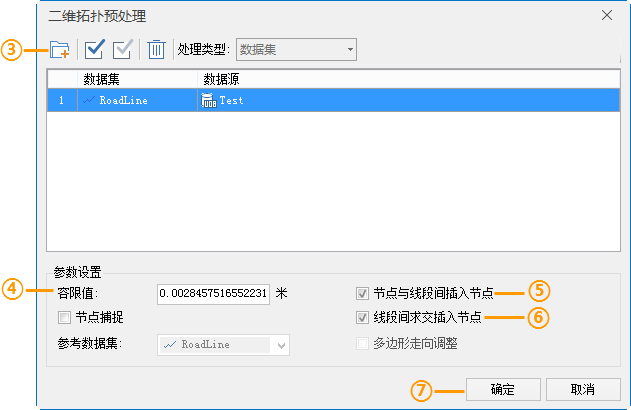 二维拓扑预处理
③ 处理类型: 数据集
数据集 数据源
1 RoadLine UDB Test
参数设置
④ 容限值: 0.0028457516552231 米 节点与线段间插入节点 ⑤
节点捕捉 线段间求交插入节点 ⑥
参考数据集: RoadLine 多边形走向调整
⑦ 确定 取消